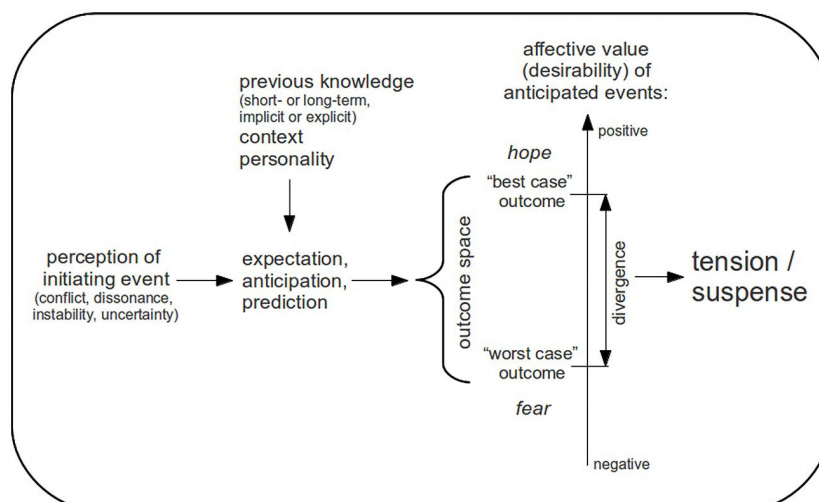 affective value
(desirability) of
anticipated events:
previous knowledge
(short- or long-term,
implicit or explicit)
context
personality
positive
hope
“best case”
outcome
perception of
initiating event
(conflict, dissonance,
instability, uncertainty)
expectation,
anticipation,
prediction
outcome space
divergence
tension /
suspense
“worst case”
outcome
fear
negative